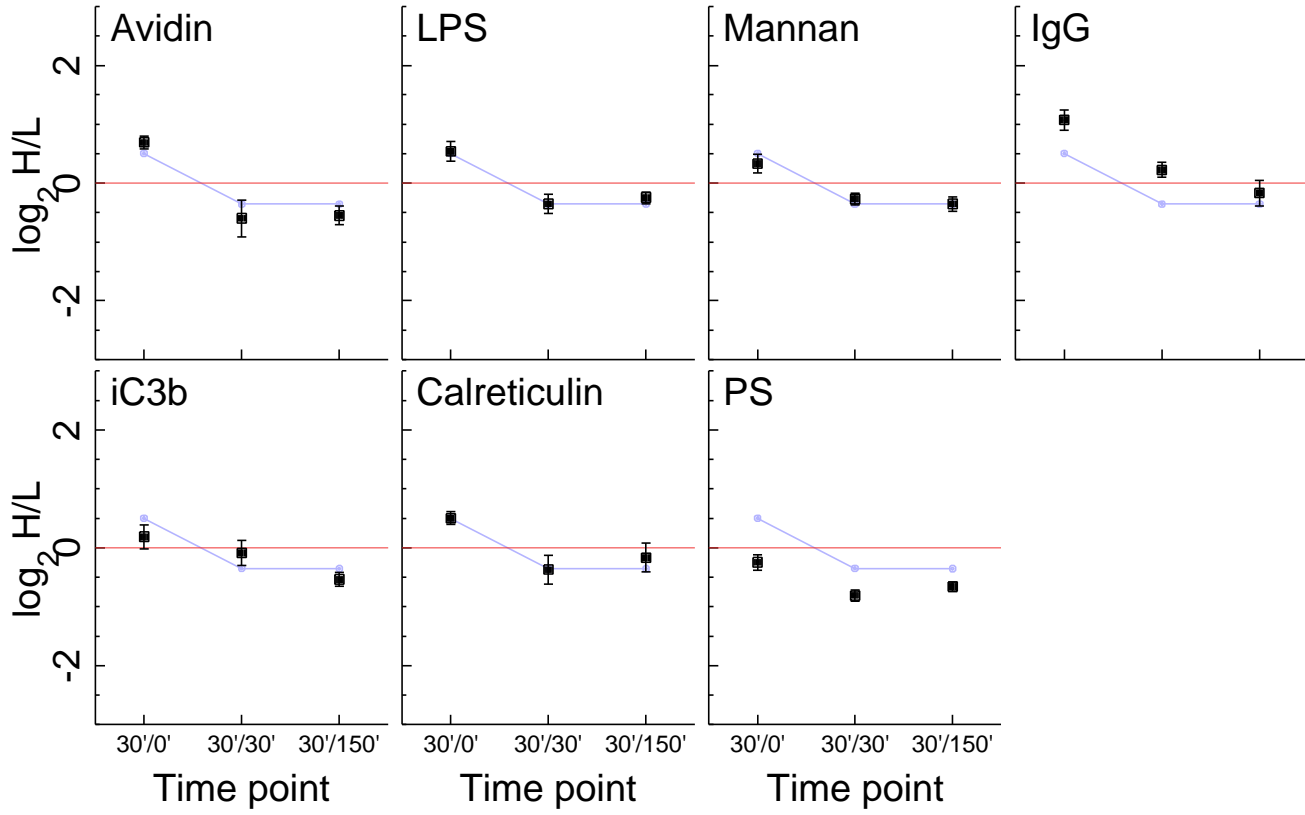 Avidin LPS Mannan IgG
log2 H/L
2
0
-2
iC3b Calreticulin PS
log2 H/L
2
0
-2
30'/0' 30'/30' 30'/150' 30'/0' 30'/30' 30'/150' 30'/0' 30'/30' 30'/150'
Time point Time point Time point